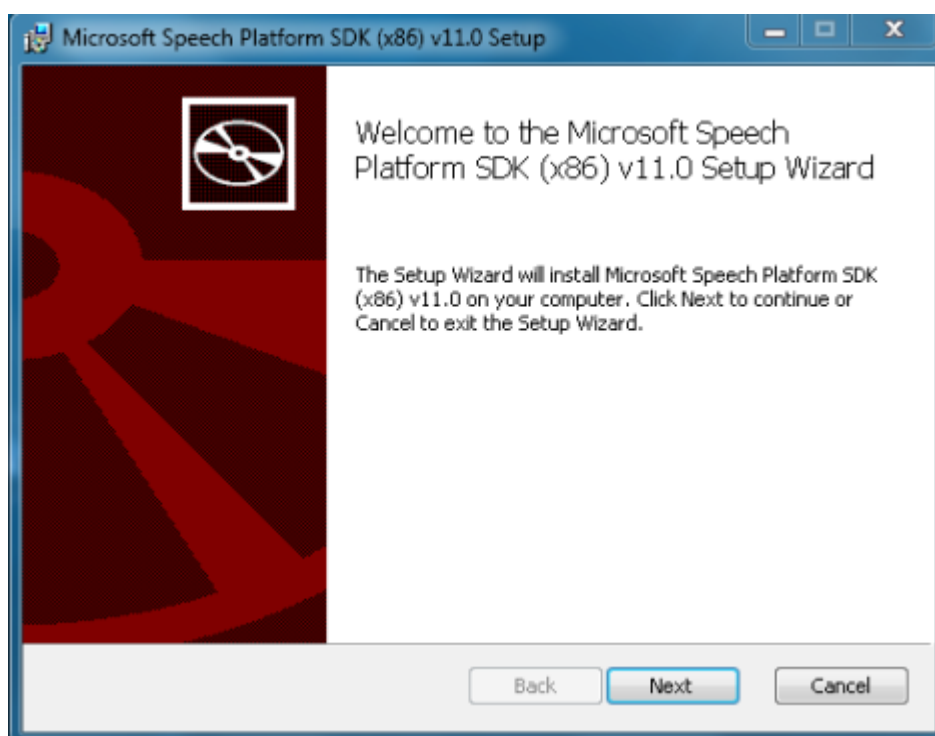 Microsoft Speech Platform SDK (x86) v11.0 Setup
Welcome to the Microsoft Speech
Platform SDK (x86) v11.0 Setup Wizard
The Setup Wizard will install Microsoft Speech Platform SDK
(x86) v11.0 on your computer. Click Next to continue or
Cancel to exit the Setup Wizard.
Back Next Cancel